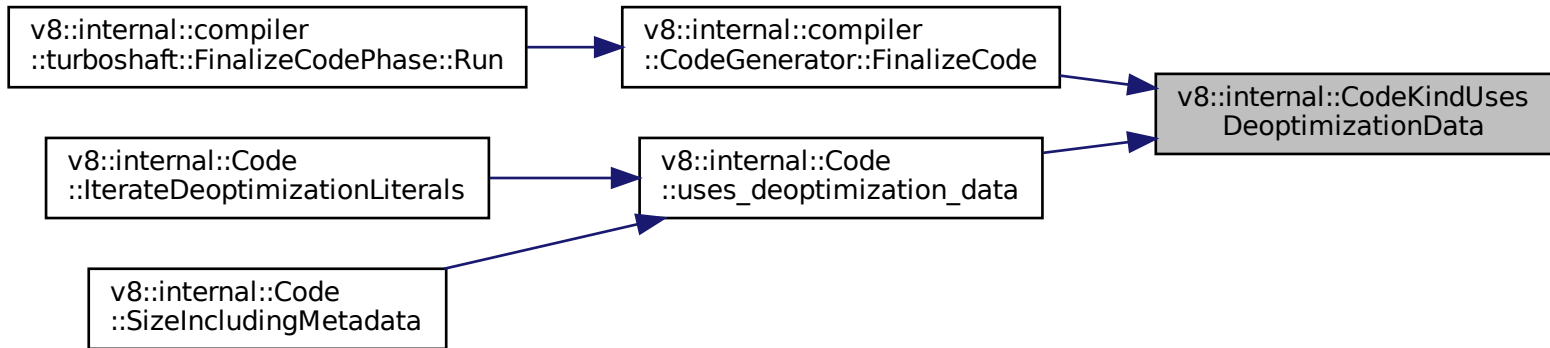 v8::internal::compiler
::turboshaft::FinalizeCodePhase::Run
v8::internal::compiler
::CodeGenerator::FinalizeCode
v8::internal::CodeKindUses
DeoptimizationData
v8::internal::Code
::IterateDeoptimizationLiterals
v8::internal::Code
::uses_deoptimization_data
v8::internal::Code
::SizeIncludingMetadata